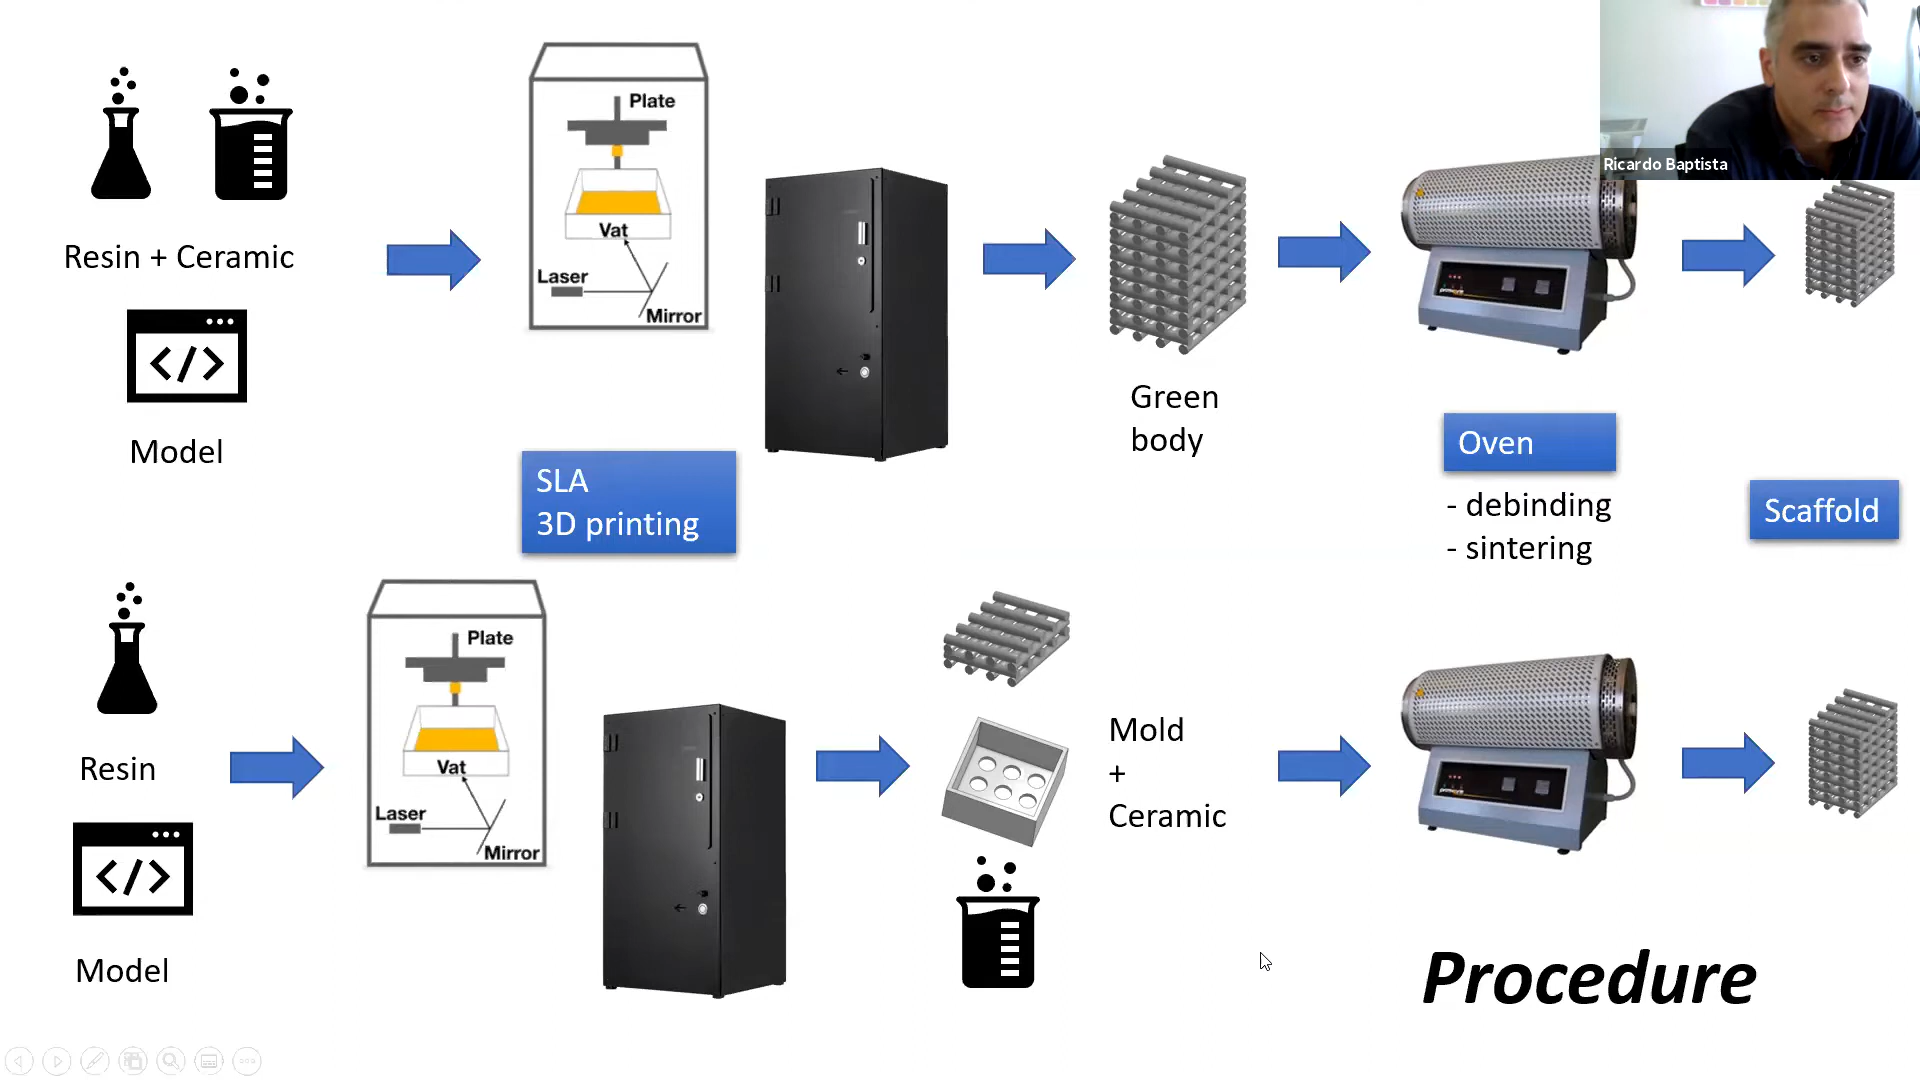 Ricardo Baptista
Plate
Vat
Laser
Mirror
Resin + Ceramic
</>
Model
SLA
3D printing
Green
body
Oven
- debinding
- sintering
Scaffold
Resin
</>
Model
Plate
Vat
Laser
Mirror
Mold
+
Ceramic
Procedure